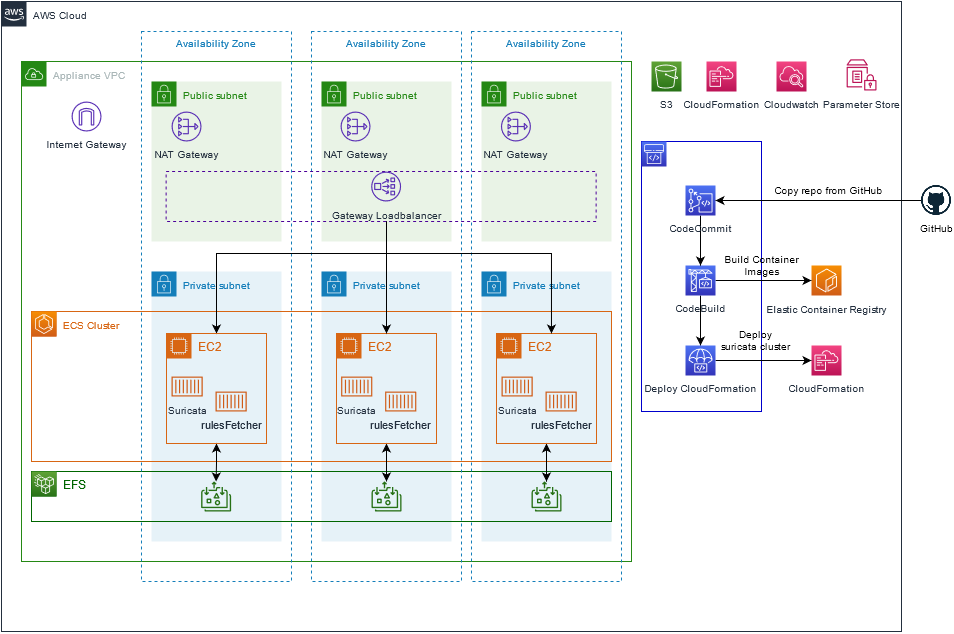 aws
AWS Cloud
Availability Zone
Availability Zone
Availability Zone
Appliance VPC
Public subnet
Public subnet
Public subnet
S3
CloudFormation
Cloudwatch
Parameter Store
Internet Gateway
NAT Gateway
NAT Gateway
NAT Gateway
Gateway Loadbalancer
Copy repo from GitHub
GitHub
CodeCommit
Build Container
Images
Private subnet
Private subnet
Private subnet
CodeBuild
Elastic Container Registry
ECS Cluster
EC2
EC2
EC2
Deploy
suricata cluster
Deploy CloudFormation
CloudFormation
Suricata
rulesFetcher
Suricata
rulesFetcher
Suricata
rulesFetcher
EFS